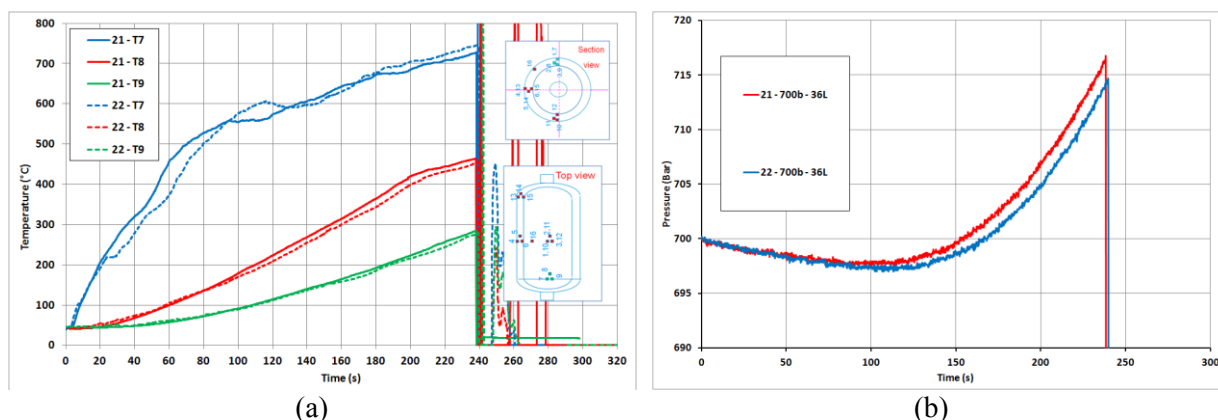 800
700
600
500
400
300
200
100
0
Temperature (°C)
21 - T7
21 - T8
21 - T9
22 - T7
22 - T8
22 - T9
Section
view
Top view
0 20 40 60 80 100 120 140 160 180 200 220 240 260 280 300 320
Time (s)
(a)
720
715
710
705
700
695
690
Pressure (Bar)
21 - 700b - 36L
22 - 700b - 36L
0 50 100 150 200 250 300
Time (s)
(b)